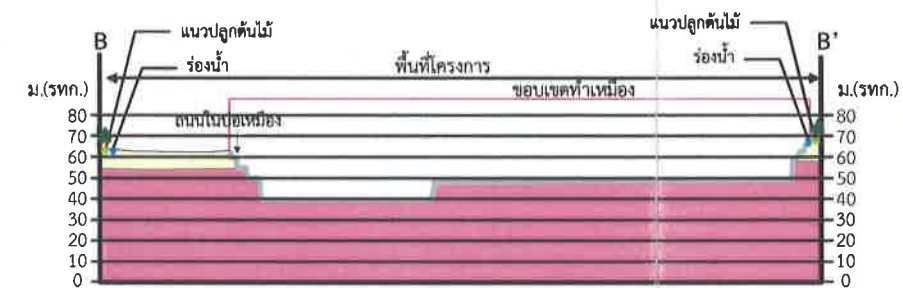 แนวปลูกต้นไม้
แนวปลูกต้นไม้
B
B'
ร่องน้ำ
พื้นที่โครงการ
ร่องน้ำ
ม.(รทก.)
ขอบเขตทำเหมือง
ม.(รทก.)
80
ถนนในบ่อเหมือง
80
70
70
60
60
50
50
40
40
30
30
20
20
10
10
0
0